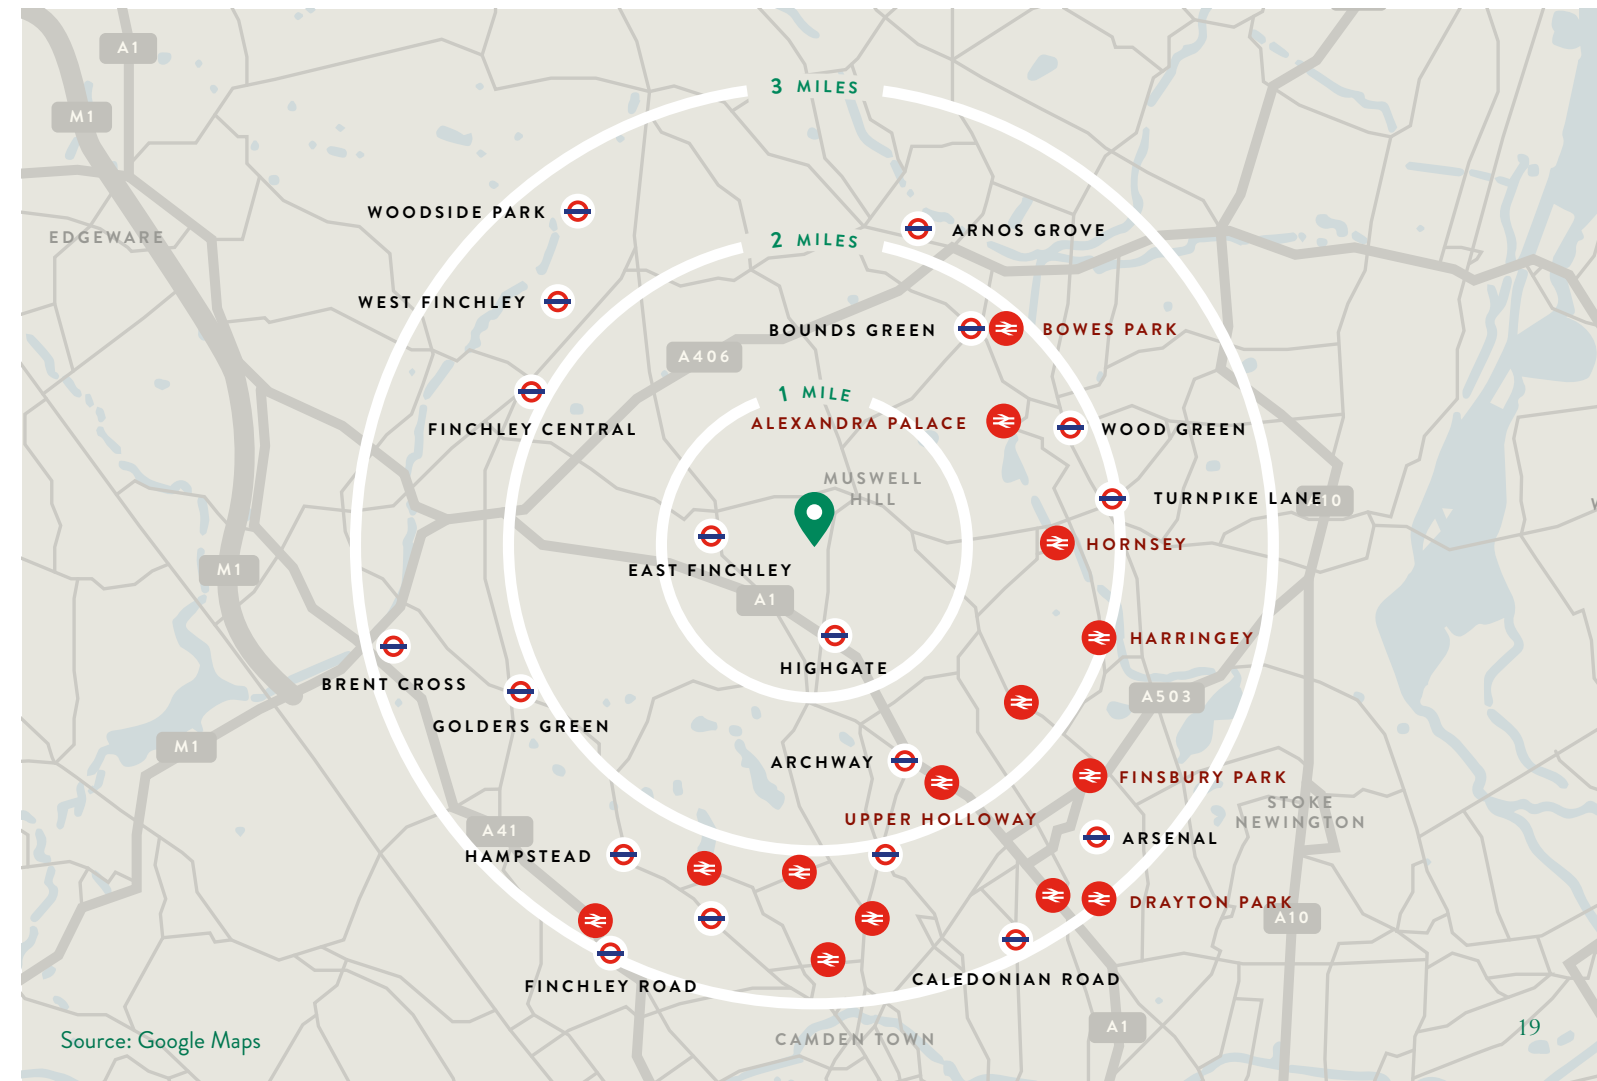 A1
3 MILES
M1
WOODSIDE PARK
ARNOS GROVE
EDGEWARE
2 MILES
WEST FINCHLEY
BOUNDS GREEN
BOWES PARK
A406
1 MILE
FINCHLEY CENTRAL
ALEXANDRA PALACE
WOOD GREEN
MUSWELL
HILL
TURNPIKE LANE
A10
HORNSEY
M1
EAST FINCHLEY
A1
HARRINGEY
HIGHGATE
BRENT CROSS
A503
GOLDERS GREEN
M1
ARCHWAY
FINSBURY PARK
STOKE
NEWINGTON
UPPER HOLLOWAY
A41
ARSENAL
HAMPSTEAD
DRAYTON PARK
A10
FINCHLEY ROAD
CALEDONIAN ROAD
A1
19
CAMDEN TOWN
Source: Google Maps